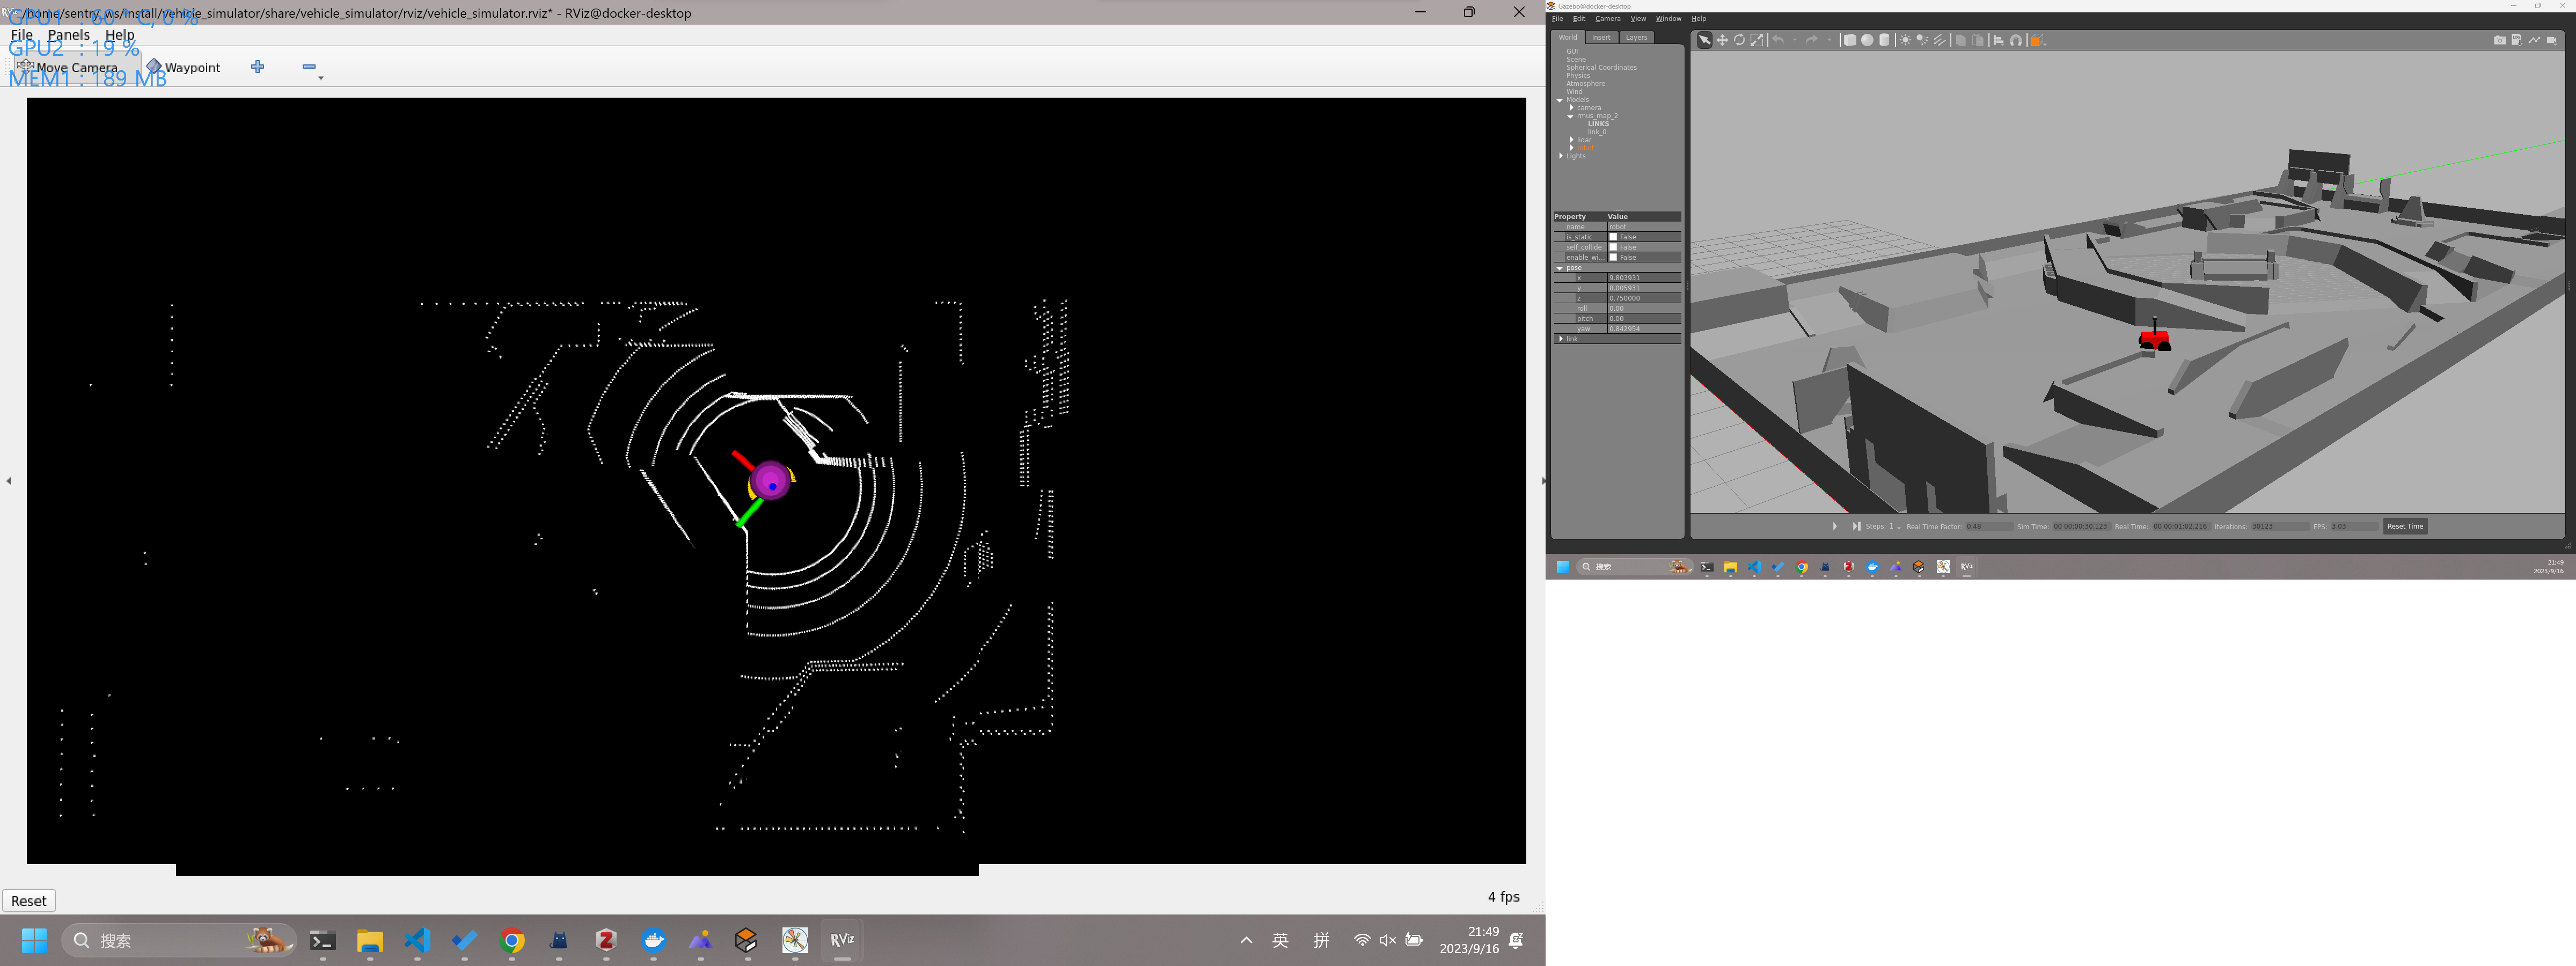 GPU1 : 60 ° C, 0 %
/home/sentry_ws/install/vehicle_simulator/share/vehicle_simulator/rviz/vehicle_simulator.rviz* - RViz@docker-desktop
File Panels Help
GPU2 : 19 %
Move Camera Waypoint
MEM1 : 189 MB
Reset
4 fps
搜索
RViz
英 拼
21:49
2023/9/16
Gazebo@docker-desktop
File Edit Camera View Window Help
World Insert Layers
GUI
Scene
Spherical Coordinates
Physics
Atmosphere
Wind
Models
camera
rmus_map_2
LINKS
link_0
lidar
robot
Lights
Property Value
name robot
is_static False
self_collide False
enable_wi... False
pose
x 9.803931
y 8.005931
z 0.750000
roll 0.00
pitch 0.00
yaw 0.842954
link
Steps: 1 Real Time Factor: 0.48 Sim Time: 00 00:00:30.123 Real Time: 00 00:01:02.216 Iterations: 30123 FPS: 3.03 Reset Time
搜索
RViz
21:49
2023/9/16